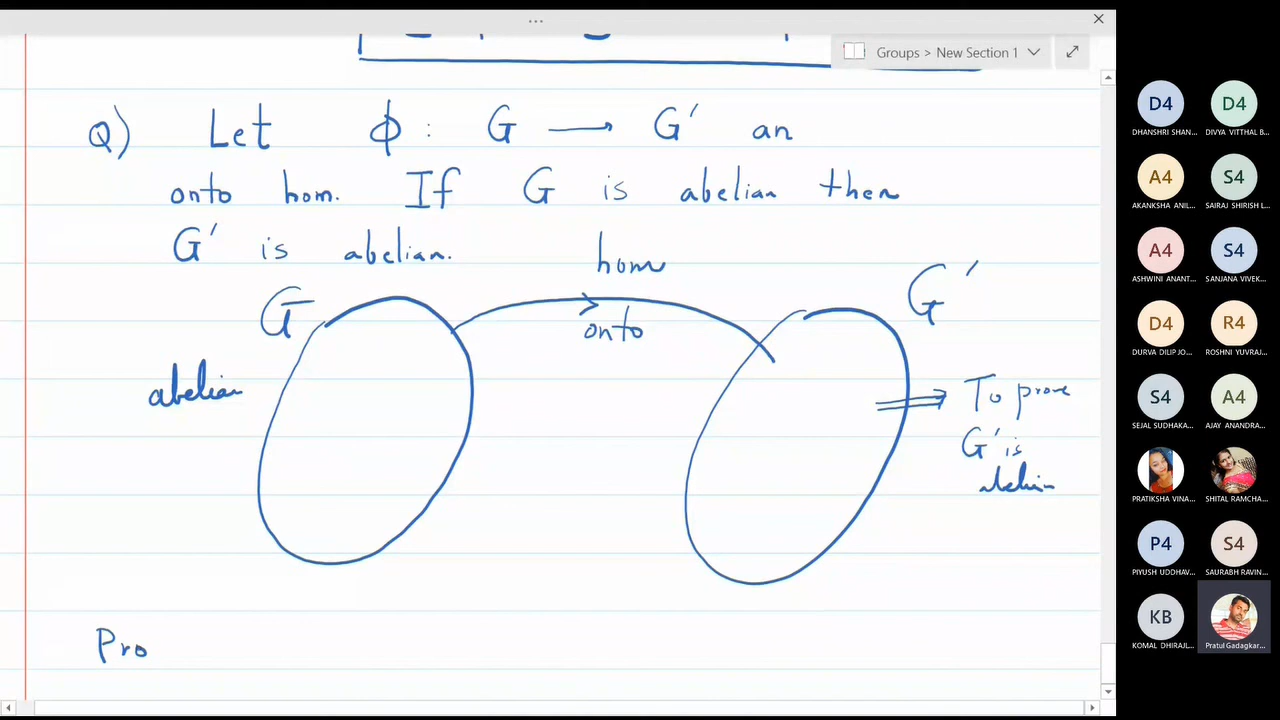 Groups > New Section 1
Q) Let ϕ : G → G' an
onto hom. If G is abelian then
G' is abelian.
hom
G
G'
onto
abelian
To prove
G' is
abelian
Pro
D4
DHANSHRI SHAN...
D4
DIVYA VITTHAL B...
A4
AKANKSHA ANIL...
S4
SAIRAJ SHIRISH L...
A4
ASHWINI ANANT...
S4
SANJANA VIVEK...
D4
DURVA DILIP JO...
R4
ROSHNI YUVRAJ...
S4
SEJAL SUDHAKA...
A4
AJAY ANANDRA...
PRATIKSHA VINA...
SHITAL RAMCHA...
P4
PIYUSH UDDHAV...
S4
SAURABH RAVIN...
KB
KOMAL DHIRAJL...
Pratul Gadagkar...